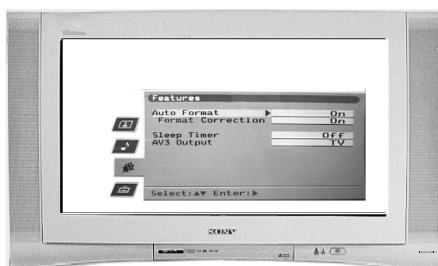 Features
Auto Format On
Format Correction On
Sleep Timer Off
AV3 Output TV
Select:▲▼ Enter:▶
SONY